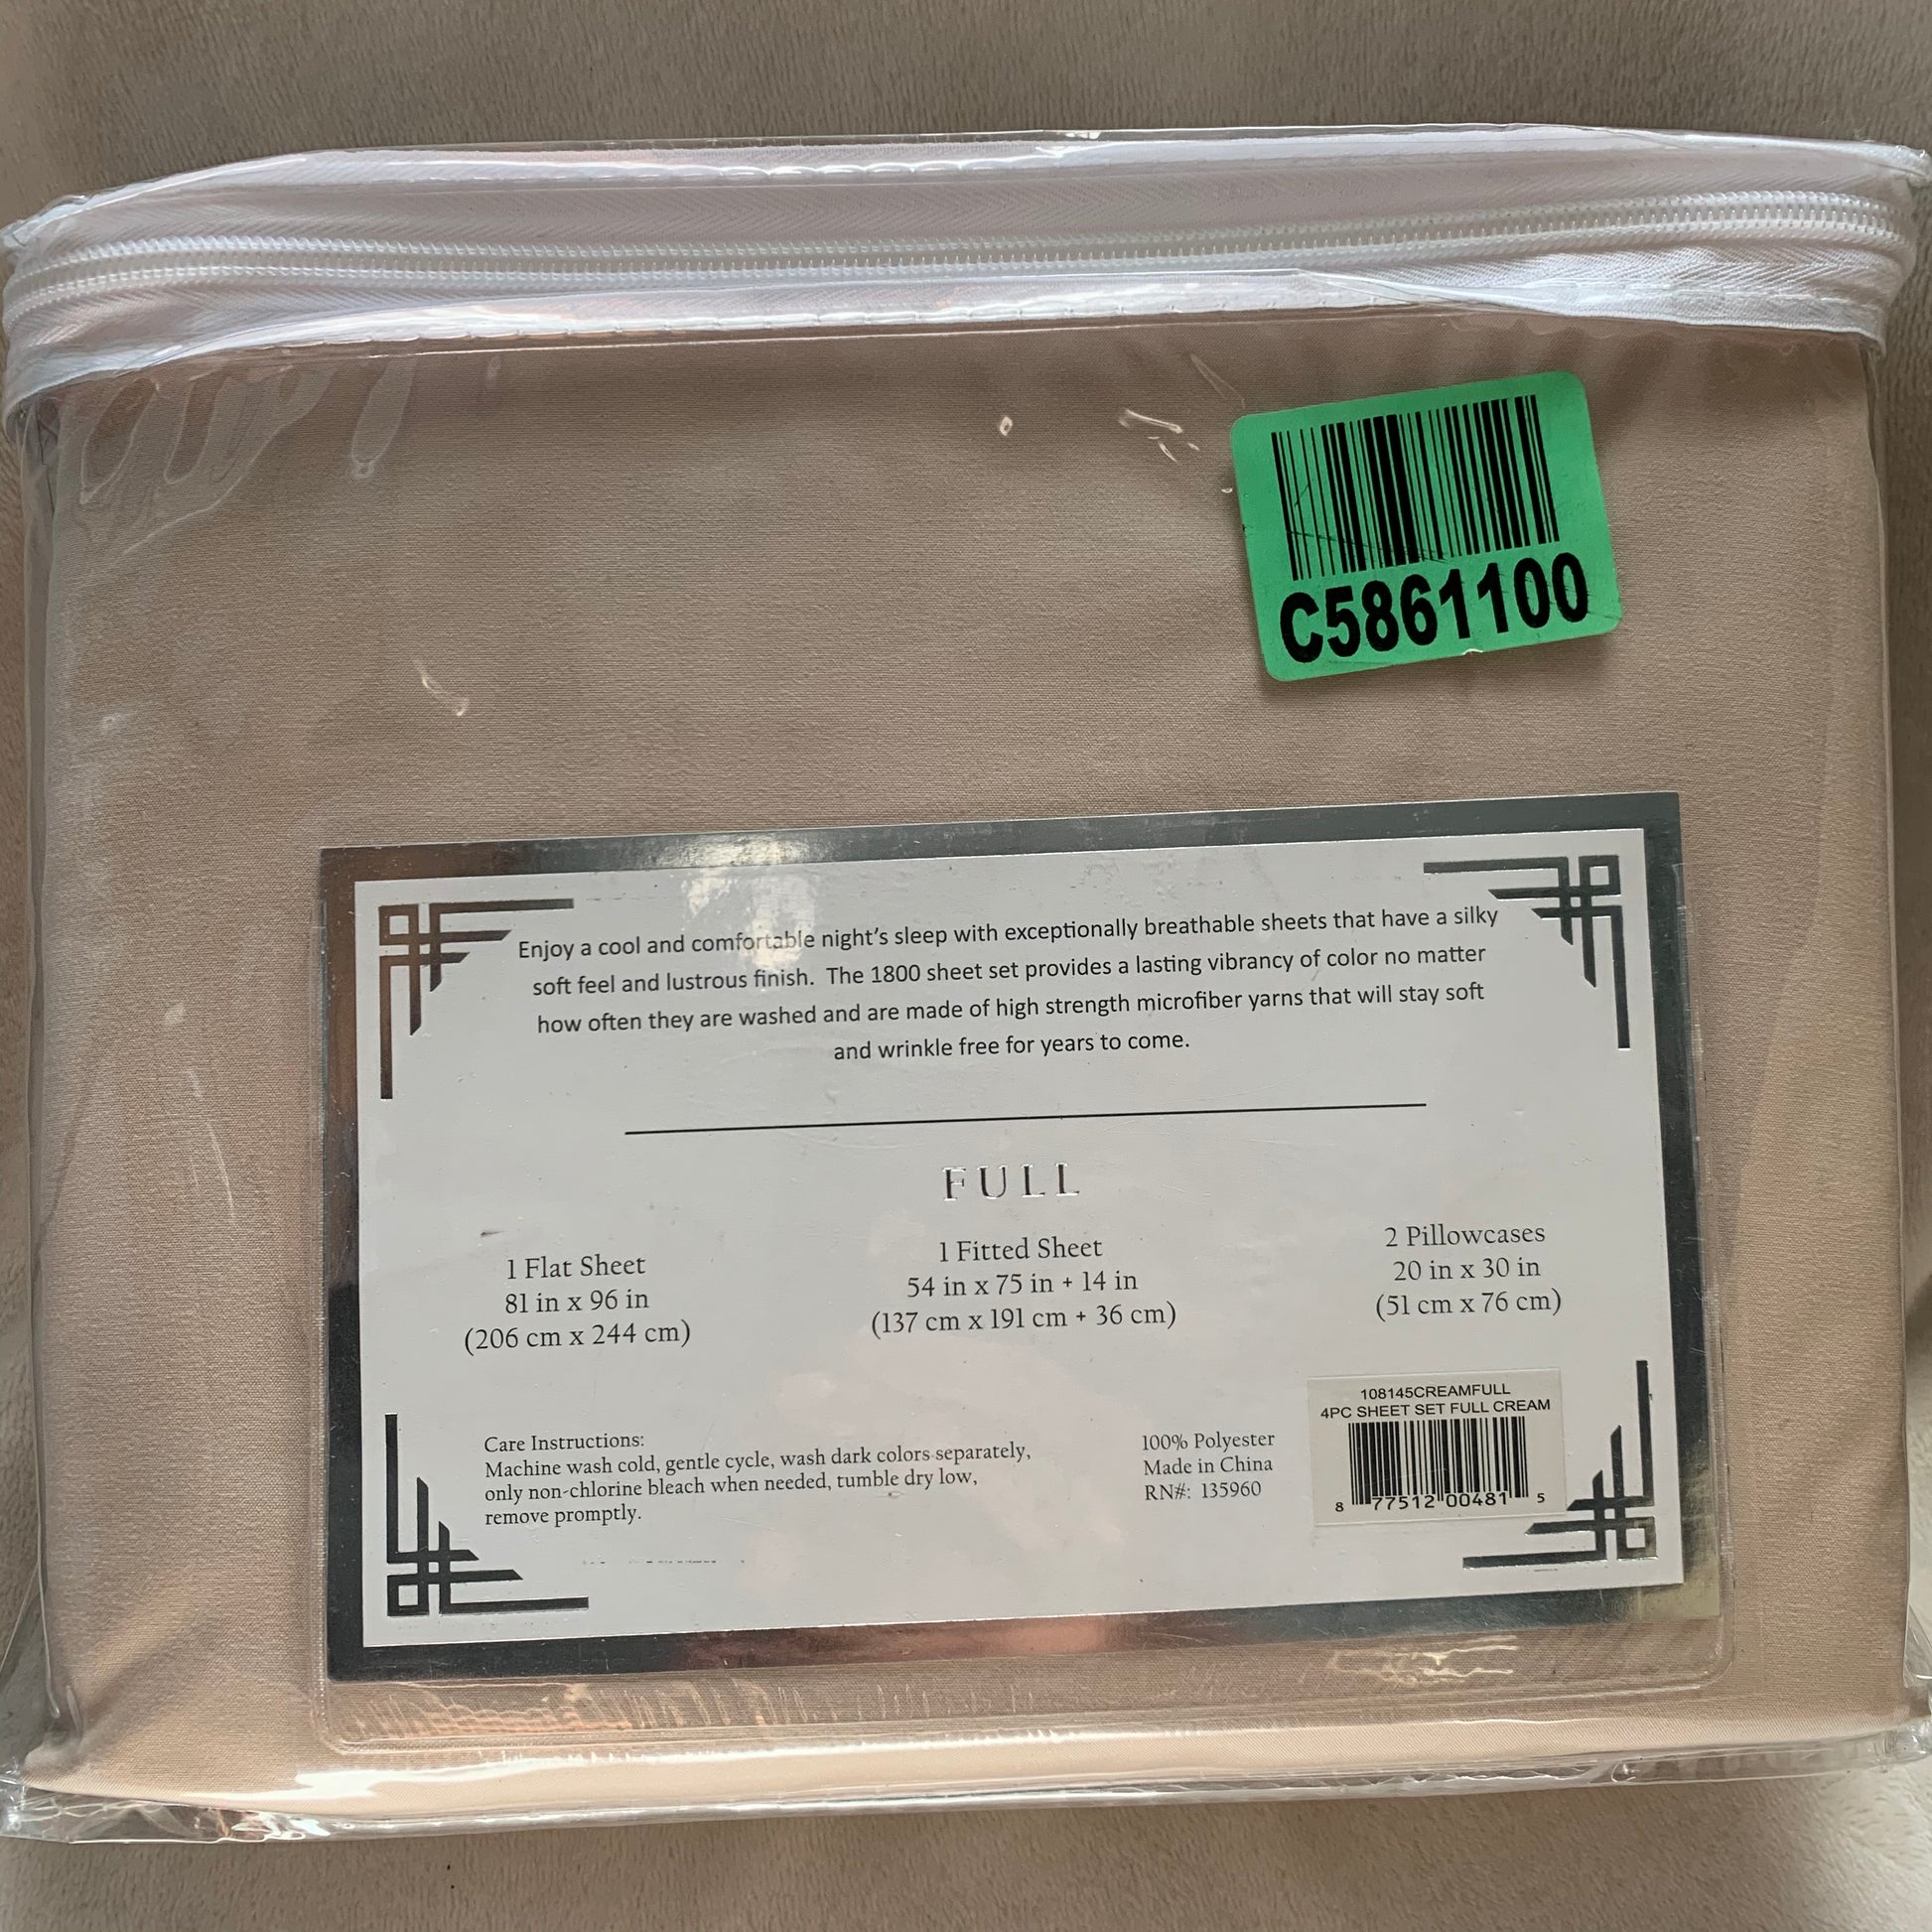 C5861100
Enjoy a cool and comfortable night's sleep with exceptionally breathable sheets that have a silky
soft feel and lustrous finish. The 1800 sheet set provides a lasting vibrancy of color no matter
how often they are washed and are made of high strength microfiber yarns that will stay soft
and wrinkle free for years to come.
FULL
1 Flat Sheet
81 in x 96 in
(206 cm x 244 cm)
1 Fitted Sheet
54 in x 75 in + 14 in
(137 cm x 191 cm + 36 cm)
2 Pillowcases
20 in x 30 in
(51 cm x 76 cm)
Care Instructions:
Machine wash cold, gentle cycle, wash dark colors separately,
only non-chlorine bleach when needed, tumble dry low,
remove promptly.
100% Polyester
Made in China
RN#: 135960
108145CREAMFULL
4PC SHEET SET FULL CREAM
8 77512 00481 5